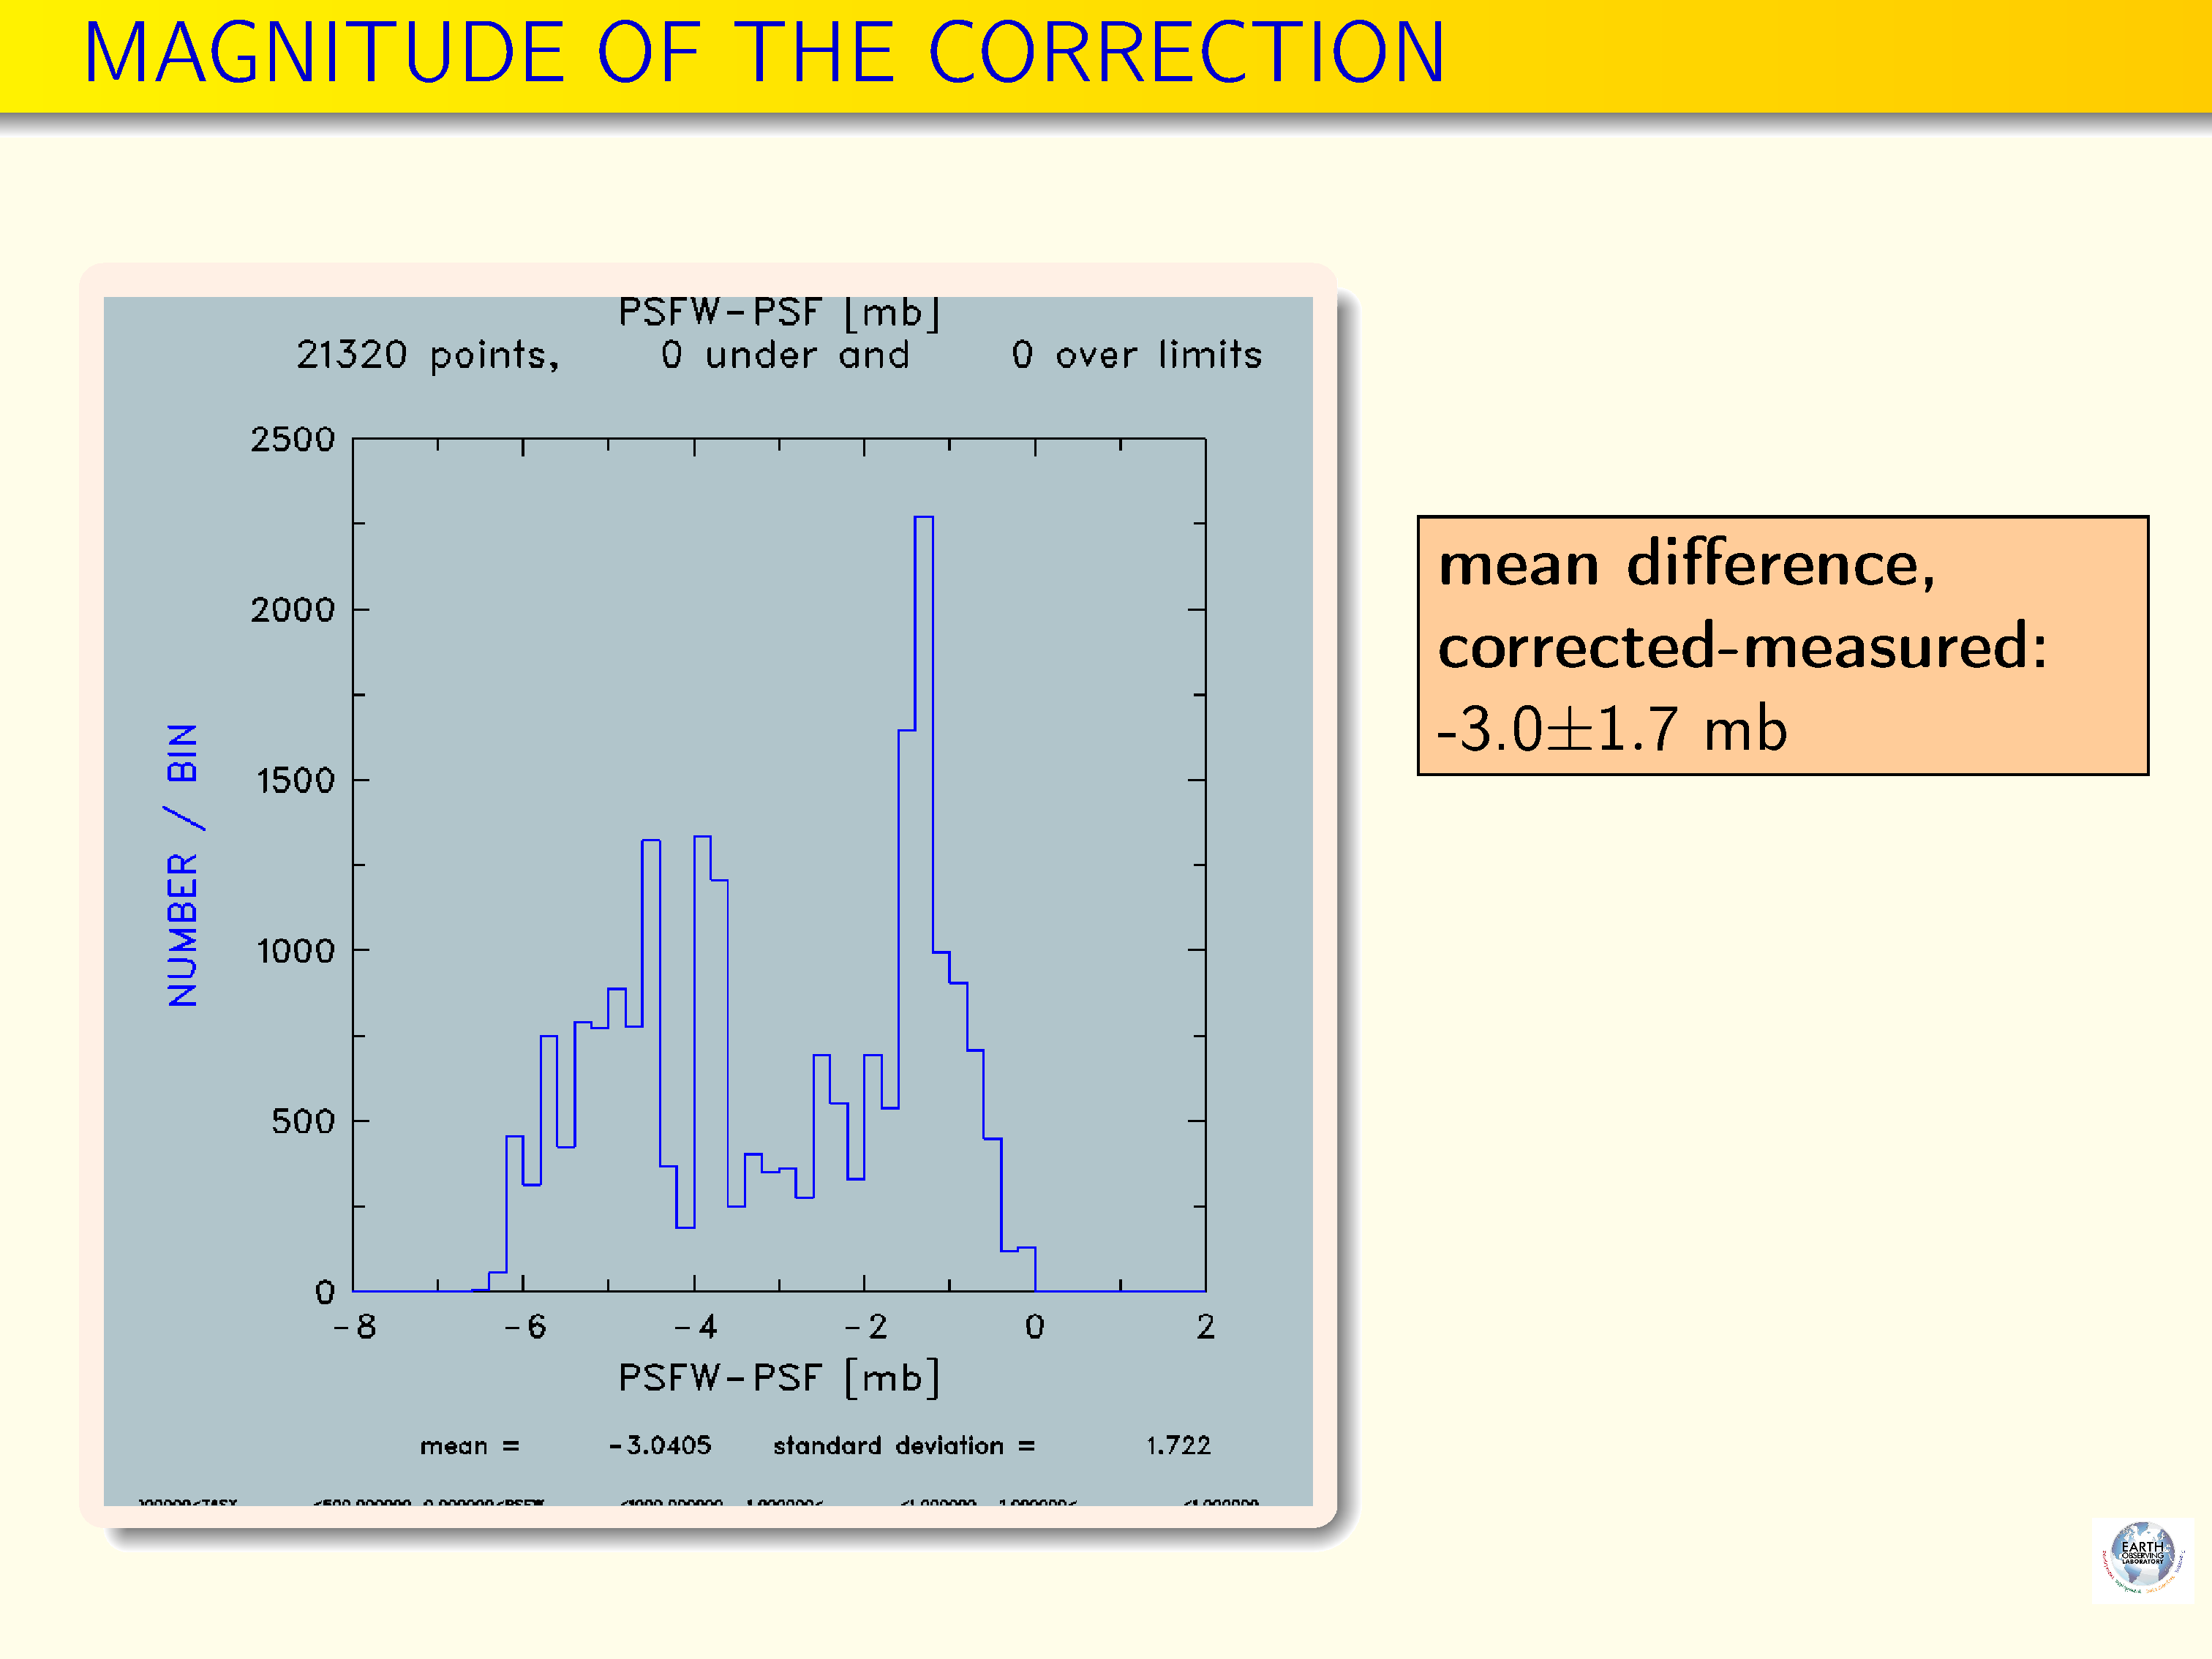 MAGNITUDE OF THE CORRECTION
PSFW-PSF [mb]
21320 points, 0 under and 0 over limits
2500
2000
1500
1000
500
0
NUMBER / BIN
-8 -6 -4 -2 0 2
PSFW-PSF [mb]
mean = -3.0405 standard deviation = 1.722
mean difference,
corrected-measured:
-3.0±1.7 mb
EARTH
OBSERVING
LABORATORY